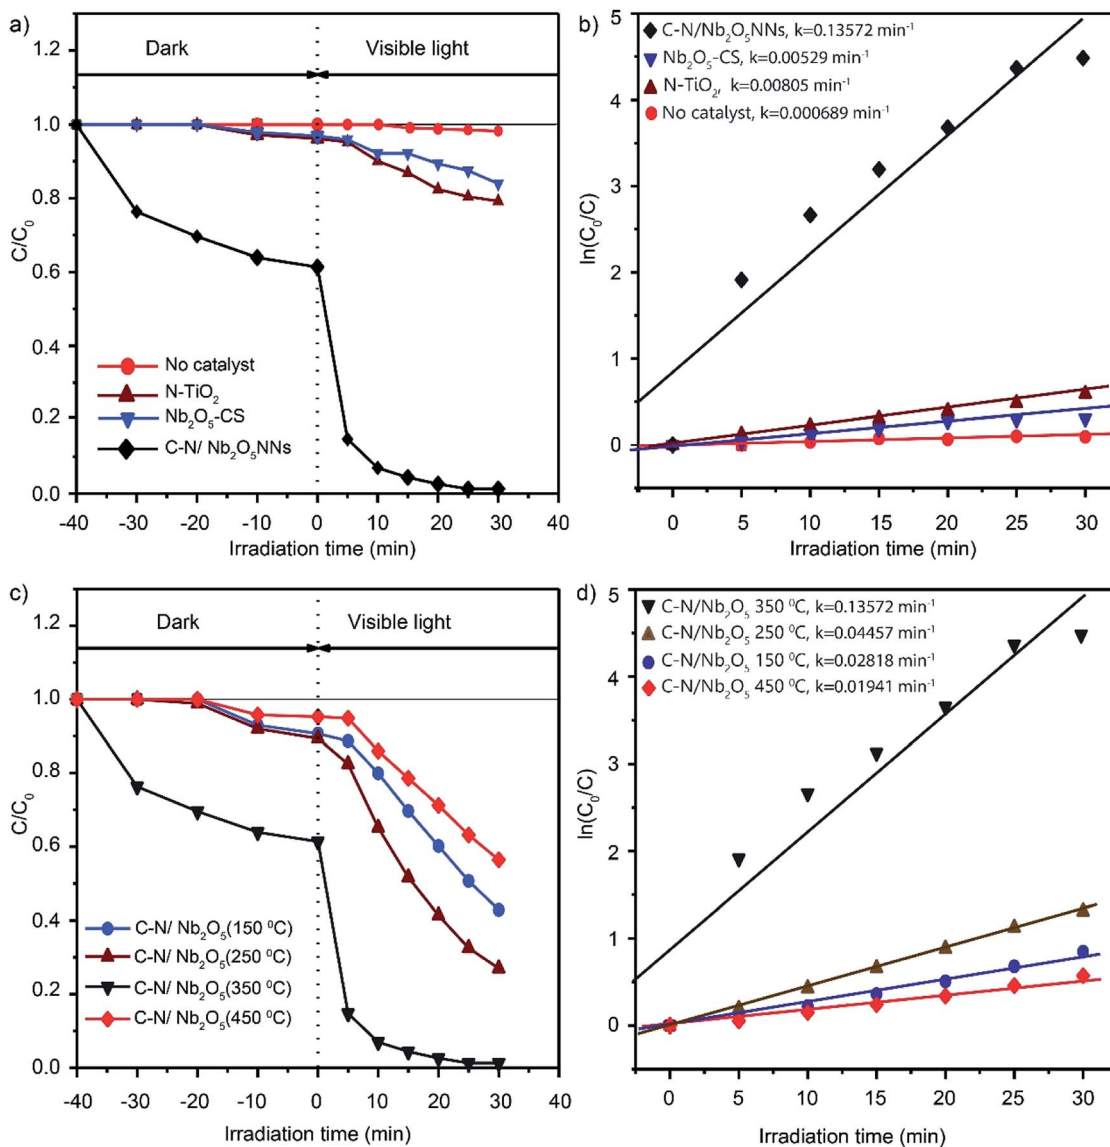 a)
1.2
1.0
0.8
0.6
0.4
0.2
0.0
C/C₀
Dark
Visible light
No catalyst
N-TiO₂
Nb₂O₅-CS
C-N/ Nb₂O₅NNs
-40 -30 -20 -10 0 10 20 30 40
Irradiation time (min)
b)
5
4
3
2
1
0
ln(C₀/C)
C-N/Nb₂O₅NNs, k=0.13572 min⁻¹
Nb₂O₅-CS, k=0.00529 min⁻¹
N-TiO₂, k=0.00805 min⁻¹
No catalyst, k=0.000689 min⁻¹
0 5 10 15 20 25 30
Irradiation time (min)
c)
1.2
1.0
0.8
0.6
0.4
0.2
0.0
C/C₀
Dark
Visible light
C-N/ Nb₂O₅(150 ⁰C)
C-N/ Nb₂O₅(250 ⁰C)
C-N/ Nb₂O₅(350 ⁰C)
C-N/ Nb₂O₅(450 ⁰C)
-40 -30 -20 -10 0 10 20 30 40
Irradiation time (min)
d)
5
4
3
2
1
0
ln(C₀/C)
C-N/Nb₂O₅ 350 ⁰C, k=0.13572 min⁻¹
C-N/Nb₂O₅ 250 ⁰C, k=0.04457 min⁻¹
C-N/Nb₂O₅ 150 ⁰C, k=0.02818 min⁻¹
C-N/Nb₂O₅ 450 ⁰C, k=0.01941 min⁻¹
0 5 10 15 20 25 30
Irradiation time (min)